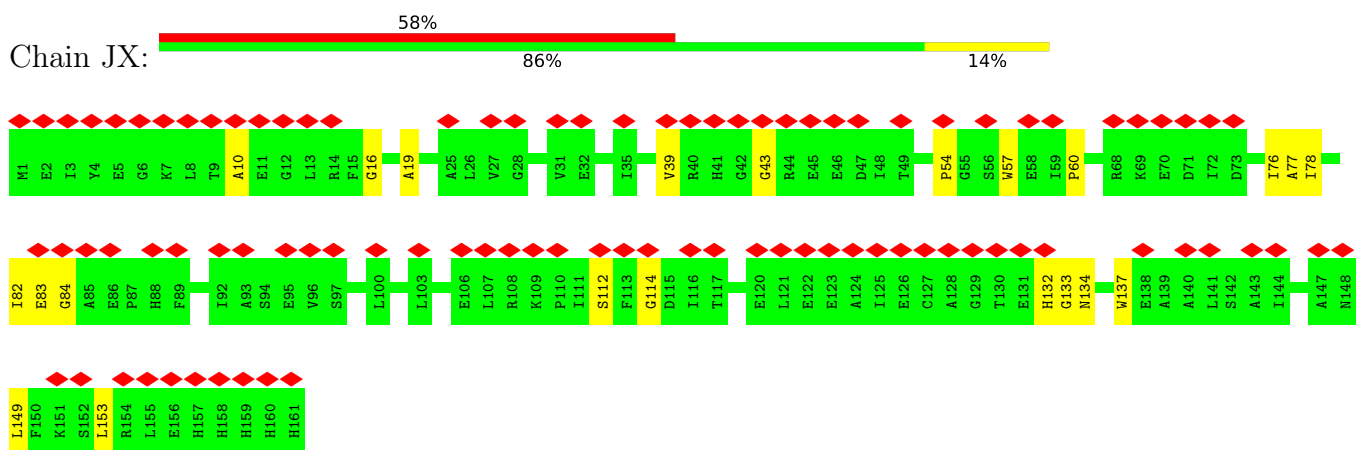 58%
Chain JX:
86% 14%
M1 E2 I3 Y4 E5 G6 K7 L8 T9 A10 E11 G12 L13 R14 F15 G16 A19 A25 L26 V27 G28 V31 E32 I35 V39 R40 H41 G42 G43 R44 E45 E46 D47 I48 T49 P54 G55 S56 W57 E58 I59 P60 R68 K69 E70 D71 I72 D73 I76 A77 I78
I82 E83 G84 A85 E86 P87 H88 F89 I92 A93 S94 E95 V96 S97 L100 L103 E106 L107 R108 K109 P110 I111 S112 F113 G114 D115 I116 T117 E120 L121 E122 E123 A124 I125 E126 C127 A128 G129 T130 E131 H132 G133 N134 W137 E138 A139 A140 L141 S142 A143 I144 A147 N148
L149 F150 K151 S152 L153 R154 L155 E156 H157 H158 H159 H160 H161